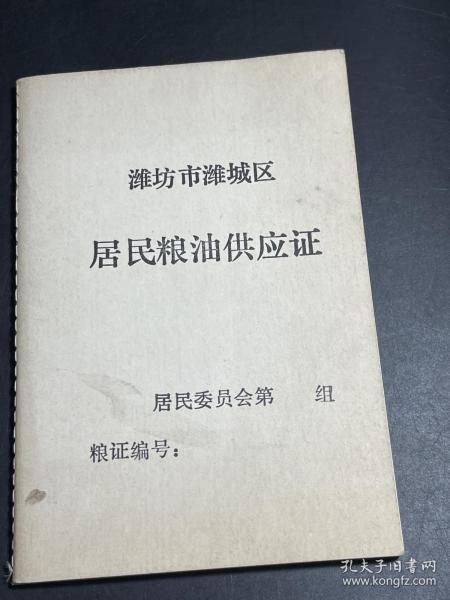 潍坊市潍城区
居民粮油供应证
居民委员会第 组
粮证编号：
孔夫子旧书网
www.kongfz.com